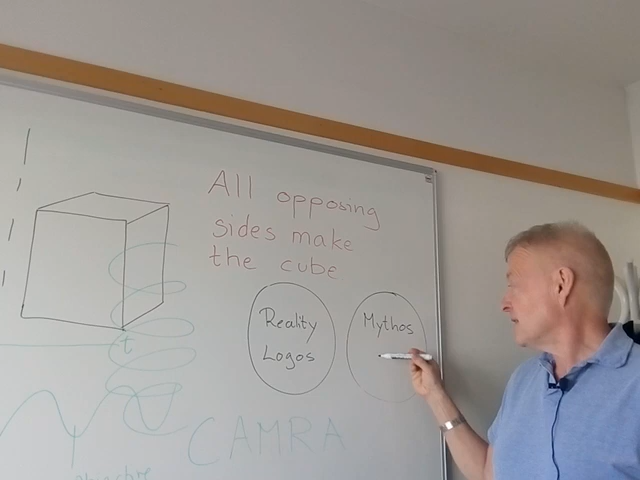 All opposing
sides make
the cube
Reality
Logos
Mythos
t
CAMRA